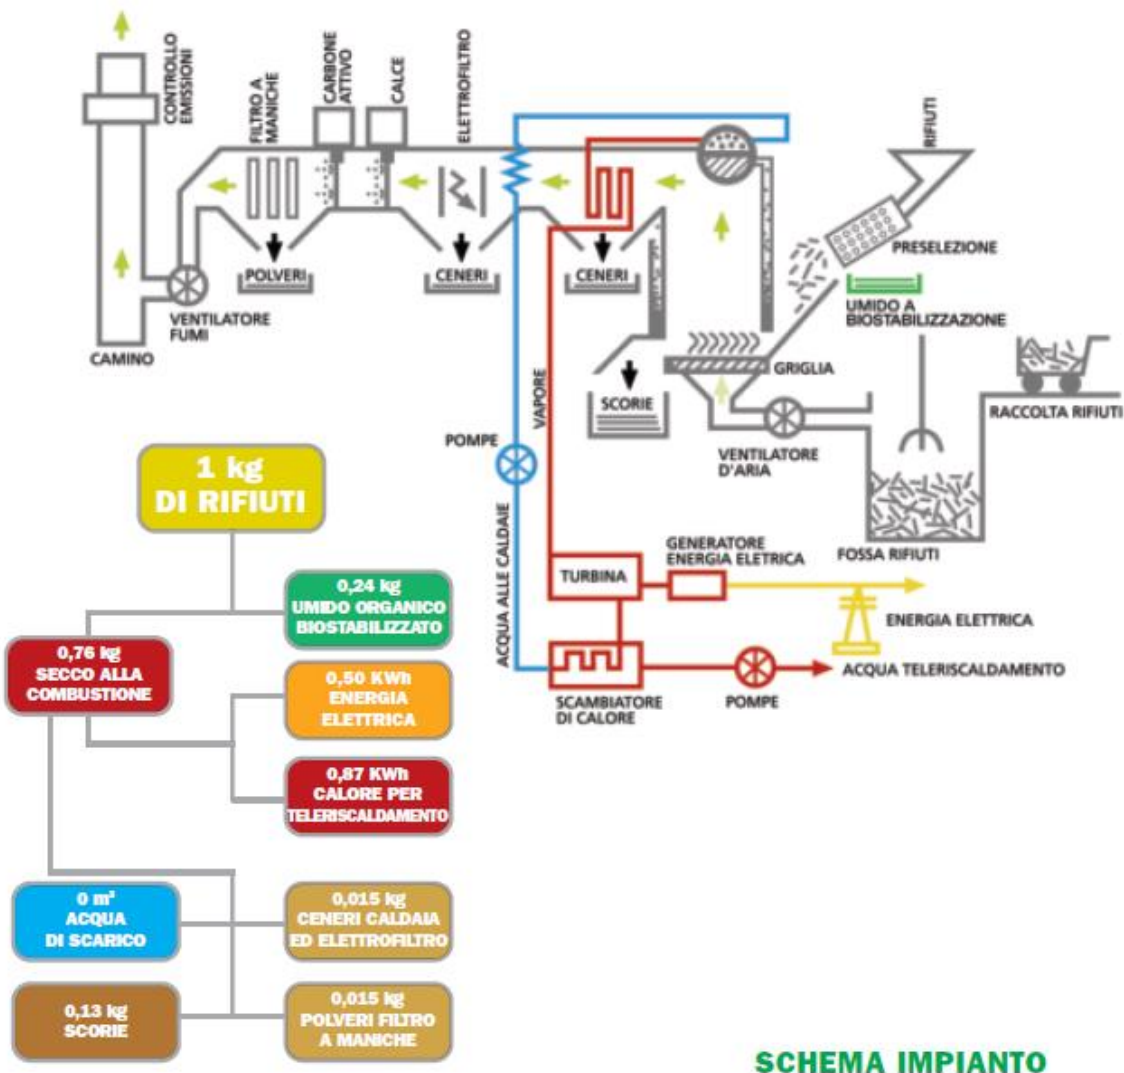 CONTROLLO
EMISSIONI
FILTRO A
MANICHE
CARBONE
ATTIVO
CALCE
ELETTROFILTRO
RIFIUTI
PRESELEZIONE
UMIDO A
BIOSTABILIZZAZIONE
POLVERI
CENERI
CENERI
VENTILATORE
FUMI
CAMINO
GRIGLIA
SCORIE
VAPORE
RACCOLTA RIFIUTI
POMPE
VENTILATORE
D'ARIA
ACQUA ALLE CALDAIE
FOSSA RIFIUTI
GENERATORE
ENERGIA ELETRICA
TURBINA
ENERGIA ELETTRICA
ACQUA TELERISCALDAMENTO
SCAMBIATORE
DI CALORE
POMPE
1 kg
DI RIFIUTI
0,24 kg
UMIDO ORGANICO
BIOSTABILIZZATO
0,76 kg
SECCO ALLA
COMBUSTIONE
0,50 KWh
ENERGIA
ELETTRICA
0,87 KWh
CALORE PER
TELERISCALDAMENTO
0 m³
ACQUA
DI SCARICO
0,015 kg
CENERI CALDAIA
ED ELETTROFILTRO
0,13 kg
SCORIE
0,015 kg
POLVERI FILTRO
A MANICHE
SCHEMA IMPIANTO